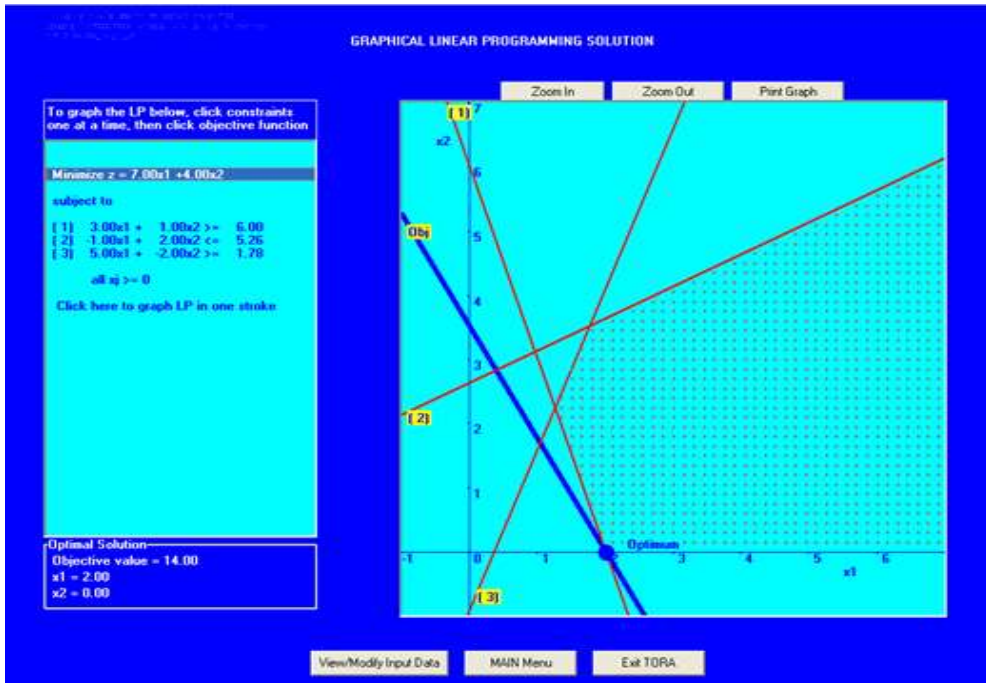 GRAPHICAL LINEAR PROGRAMMING SOLUTION
Zoom In Zoom Out Print Graph
To graph the LP below, click constraints
one at a time, then click objective function
Minimize z = 7.00x1 +4.00x2
subject to
[ 1] 3.00x1 + 1.00x2 >= 6.00
[ 2] -1.00x1 + 2.00x2 <= 5.26
[ 3] 5.00x1 + -2.00x2 >= 1.78
all xj >= 0
Click here to graph LP in one stroke
Optimal Solution
Objective value = 14.00
x1 = 2.00
x2 = 0.00
[ 1] 7
x2
6
Obj 5
4
3
[ 2] 2
1
Optimum
-1 0 1 2 3 4 5 6
x1
[ 3]
View/Modify Input Data MAIN Menu Exit TORA